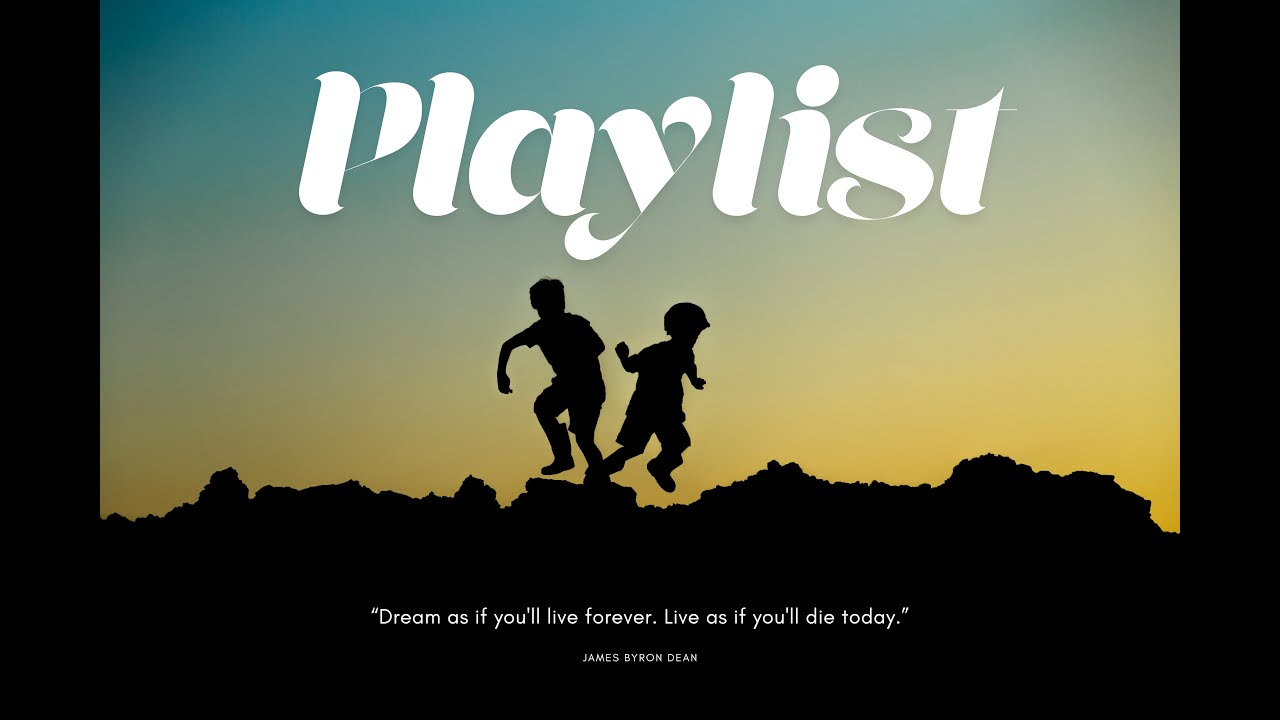 Playlist
“Dream as if you'll live forever. Live as if you'll die today.”
JAMES BYRON DEAN